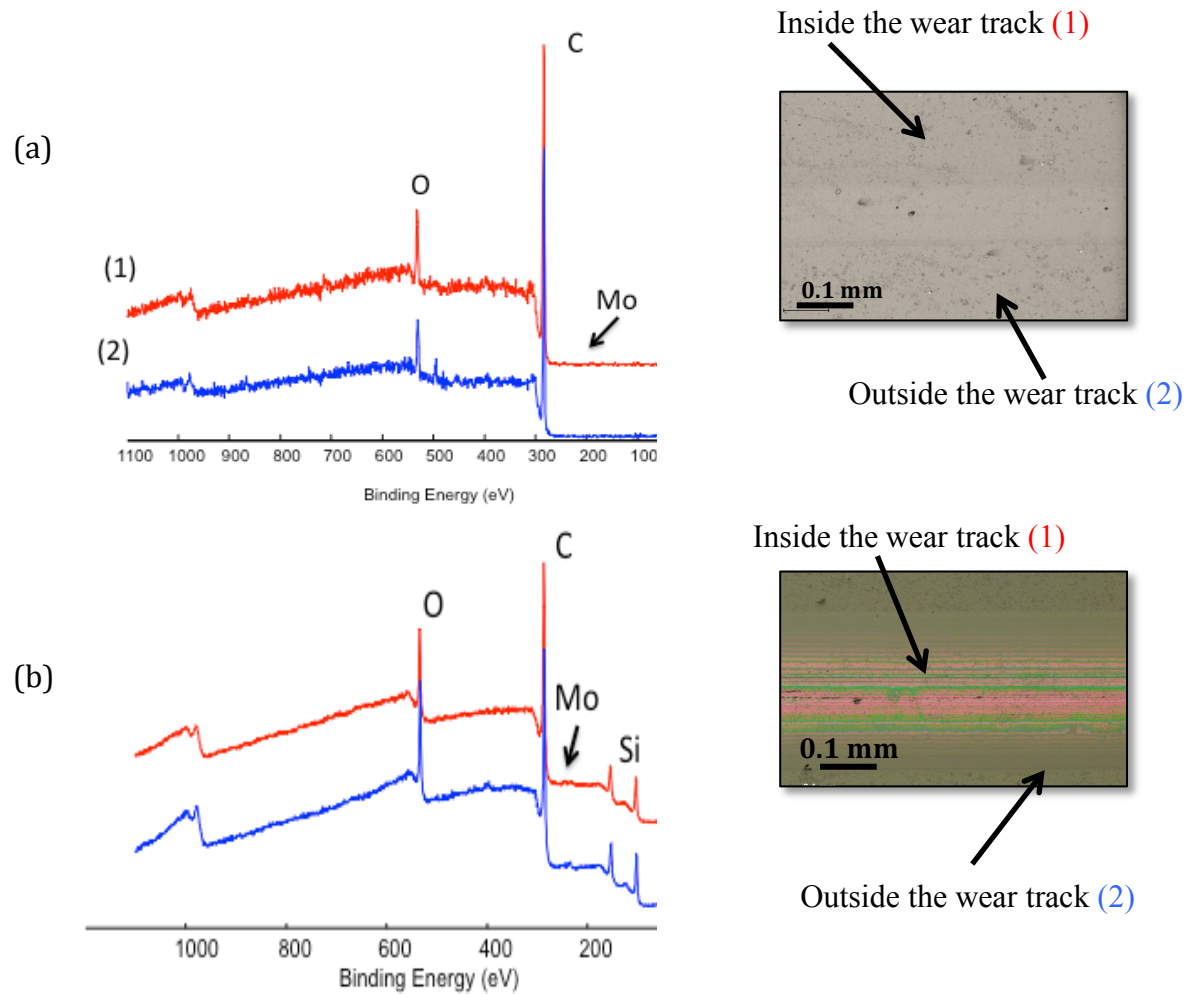 (a)
C
O
(1)
(2)
Mo
1100 1000 900 800 700 600 500 400 300 200 100
Binding Energy (eV)
Inside the wear track (1)
0.1 mm
Outside the wear track (2)
(b)
C
O
Mo
Si
1000 800 600 400 200
Binding Energy (eV)
Inside the wear track (1)
0.1 mm
Outside the wear track (2)